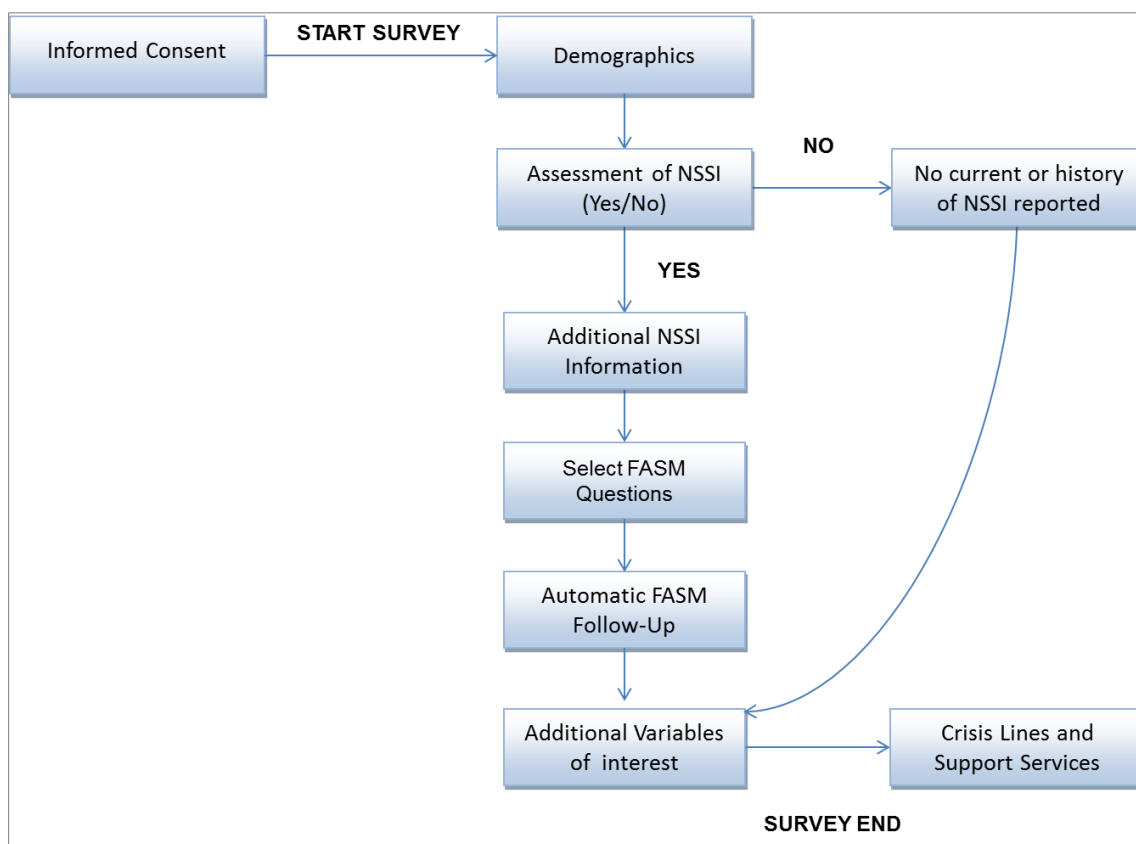 Informed Consent
START SURVEY
Demographics
Assessment of NSSI
(Yes/No)
NO
No current or history
of NSSI reported
YES
Additional NSSI
Information
Select FASM
Questions
Automatic FASM
Follow-Up
Additional Variables
of interest
Crisis Lines and
Support Services
SURVEY END